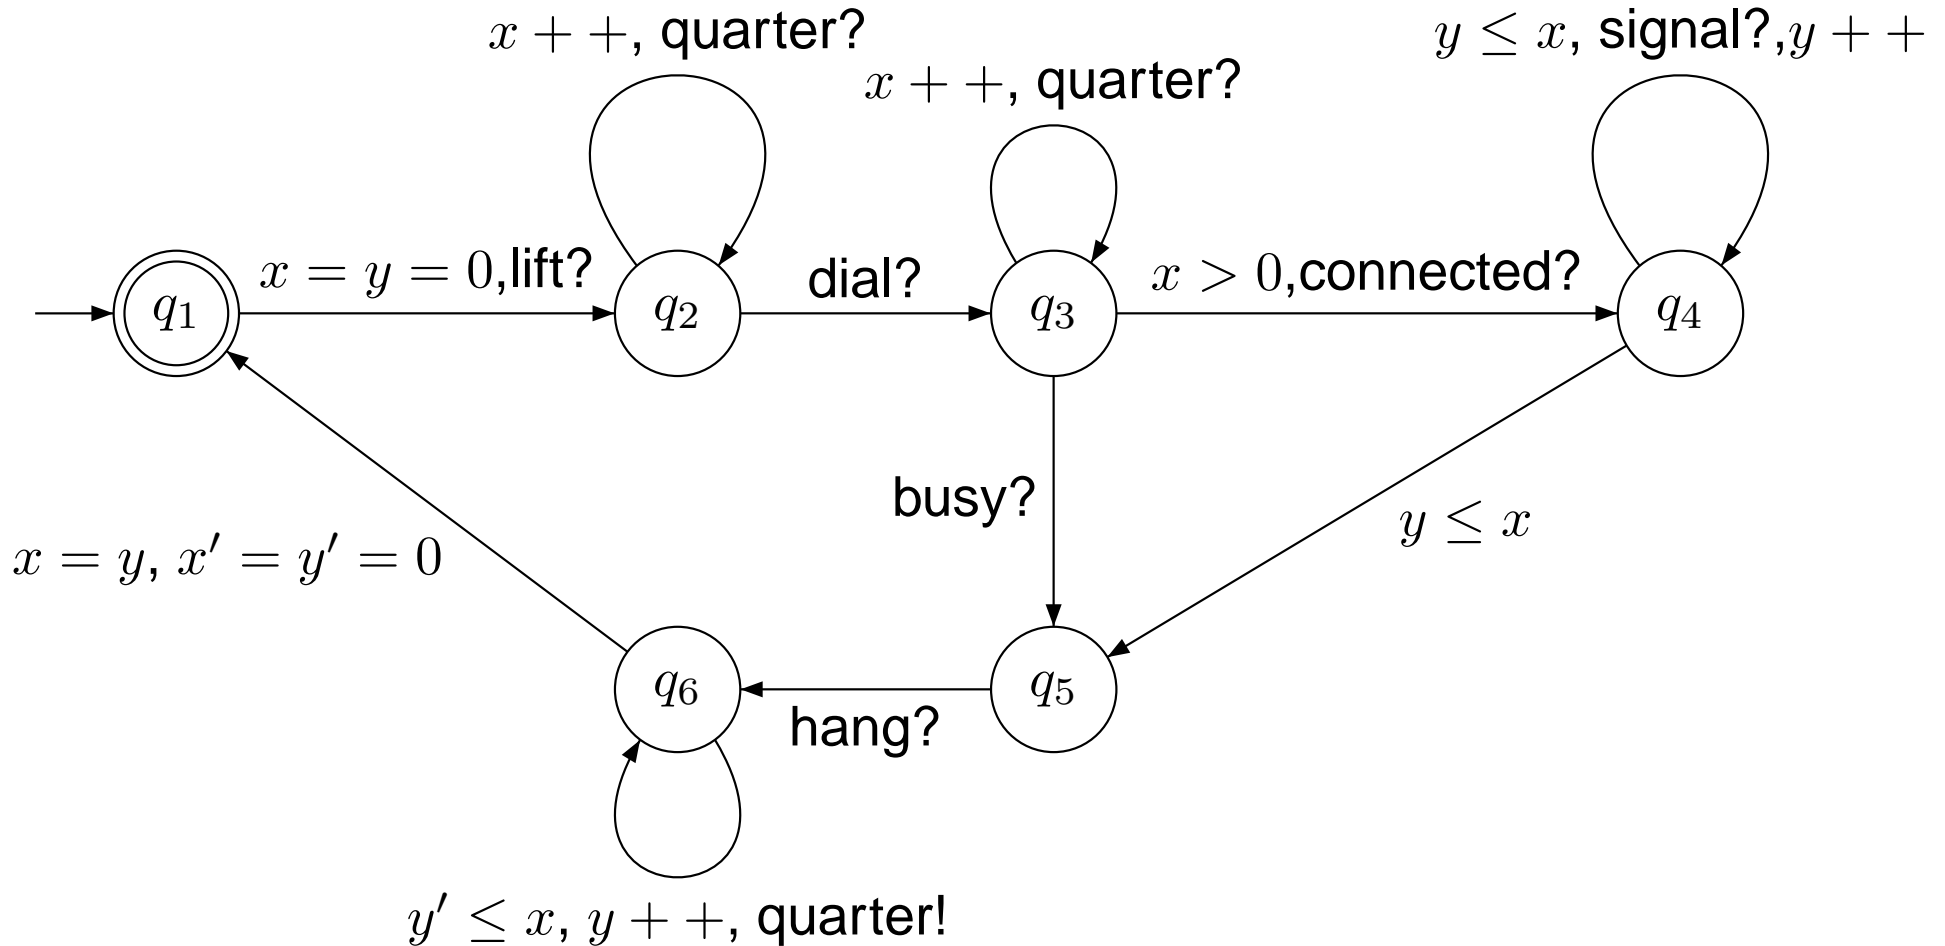 x + +, quarter?
y ≤ x, signal?,y + +
x + +, quarter?
x = y = 0,lift?
dial?
x > 0,connected?
q1
q2
q3
q4
busy?
y ≤ x
x = y, x′ = y′ = 0
q6
q5
hang?
y′ ≤ x, y + +, quarter!